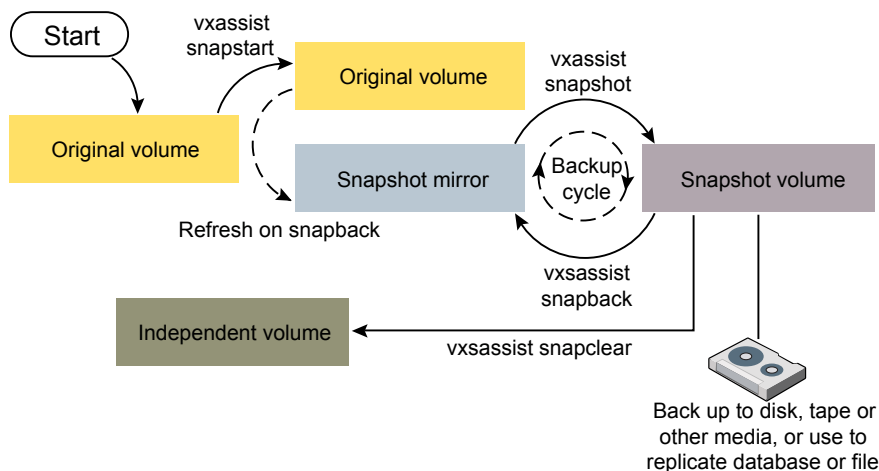 Start
vxassist
snapstart
Original volume
Original volume
vxassist
snapshot
Snapshot mirror
Backup
cycle
Snapshot volume
Refresh on snapback
vxsassist
snapback
Independent volume
vxsassist snapclear
Back up to disk, tape or
other media, or use to
replicate database or file